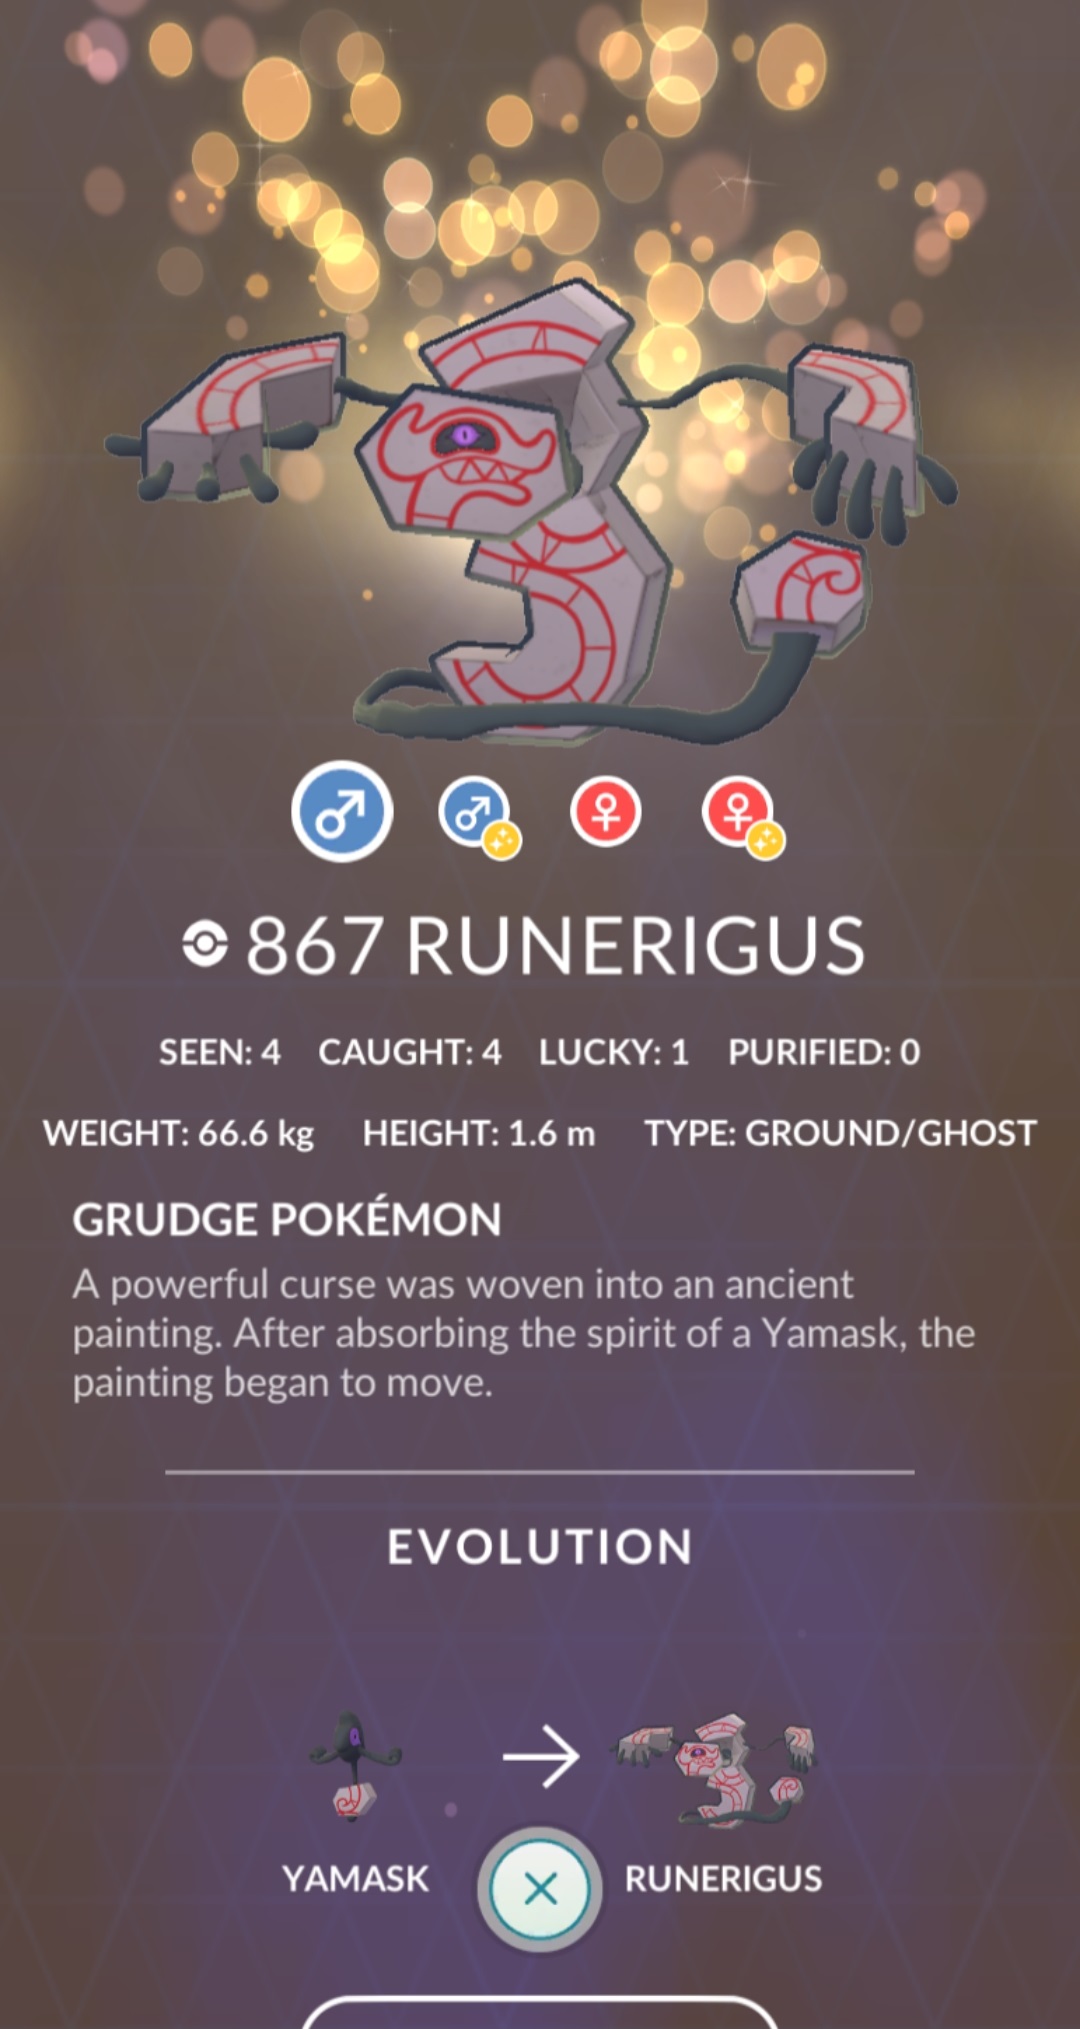 867 RUNERIGUS
SEEN: 4 CAUGHT: 4 LUCKY: 1 PURIFIED: 0
WEIGHT: 66.6 kg HEIGHT: 1.6 m TYPE: GROUND/GHOST
GRUDGE POKÉMON
A powerful curse was woven into an ancient
painting. After absorbing the spirit of a Yamask, the
painting began to move.
EVOLUTION
YAMASK RUNERIGUS